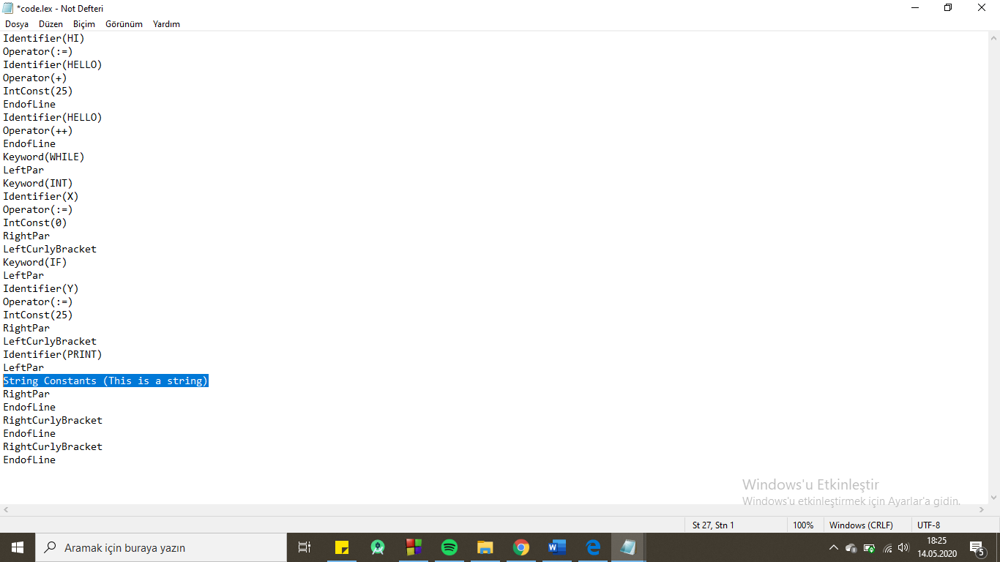 *code.lex - Not Defteri
Dosya Düzen Biçim Görünüm Yardım
Identifier(HI)
Operator(:=)
Identifier(HELLO)
Operator(+)
IntConst(25)
EndofLine
Identifier(HELLO)
Operator(++)
EndofLine
Keyword(WHILE)
LeftPar
Keyword(INT)
Identifier(X)
Operator(:=)
IntConst(0)
RightPar
LeftCurlyBracket
Keyword(IF)
LeftPar
Identifier(Y)
Operator(:=)
IntConst(25)
RightPar
LeftCurlyBracket
Identifier(PRINT)
LeftPar
String Constants (This is a string)
RightPar
EndofLine
RightCurlyBracket
EndofLine
RightCurlyBracket
EndofLine
Windows'u Etkinleştir
Windows'u etkinleştirmek için Ayarlar'a gidin.
St 27, Stn 1 100% Windows (CRLF) UTF-8
Aramak için buraya yazın
18:25
14.05.2020
5